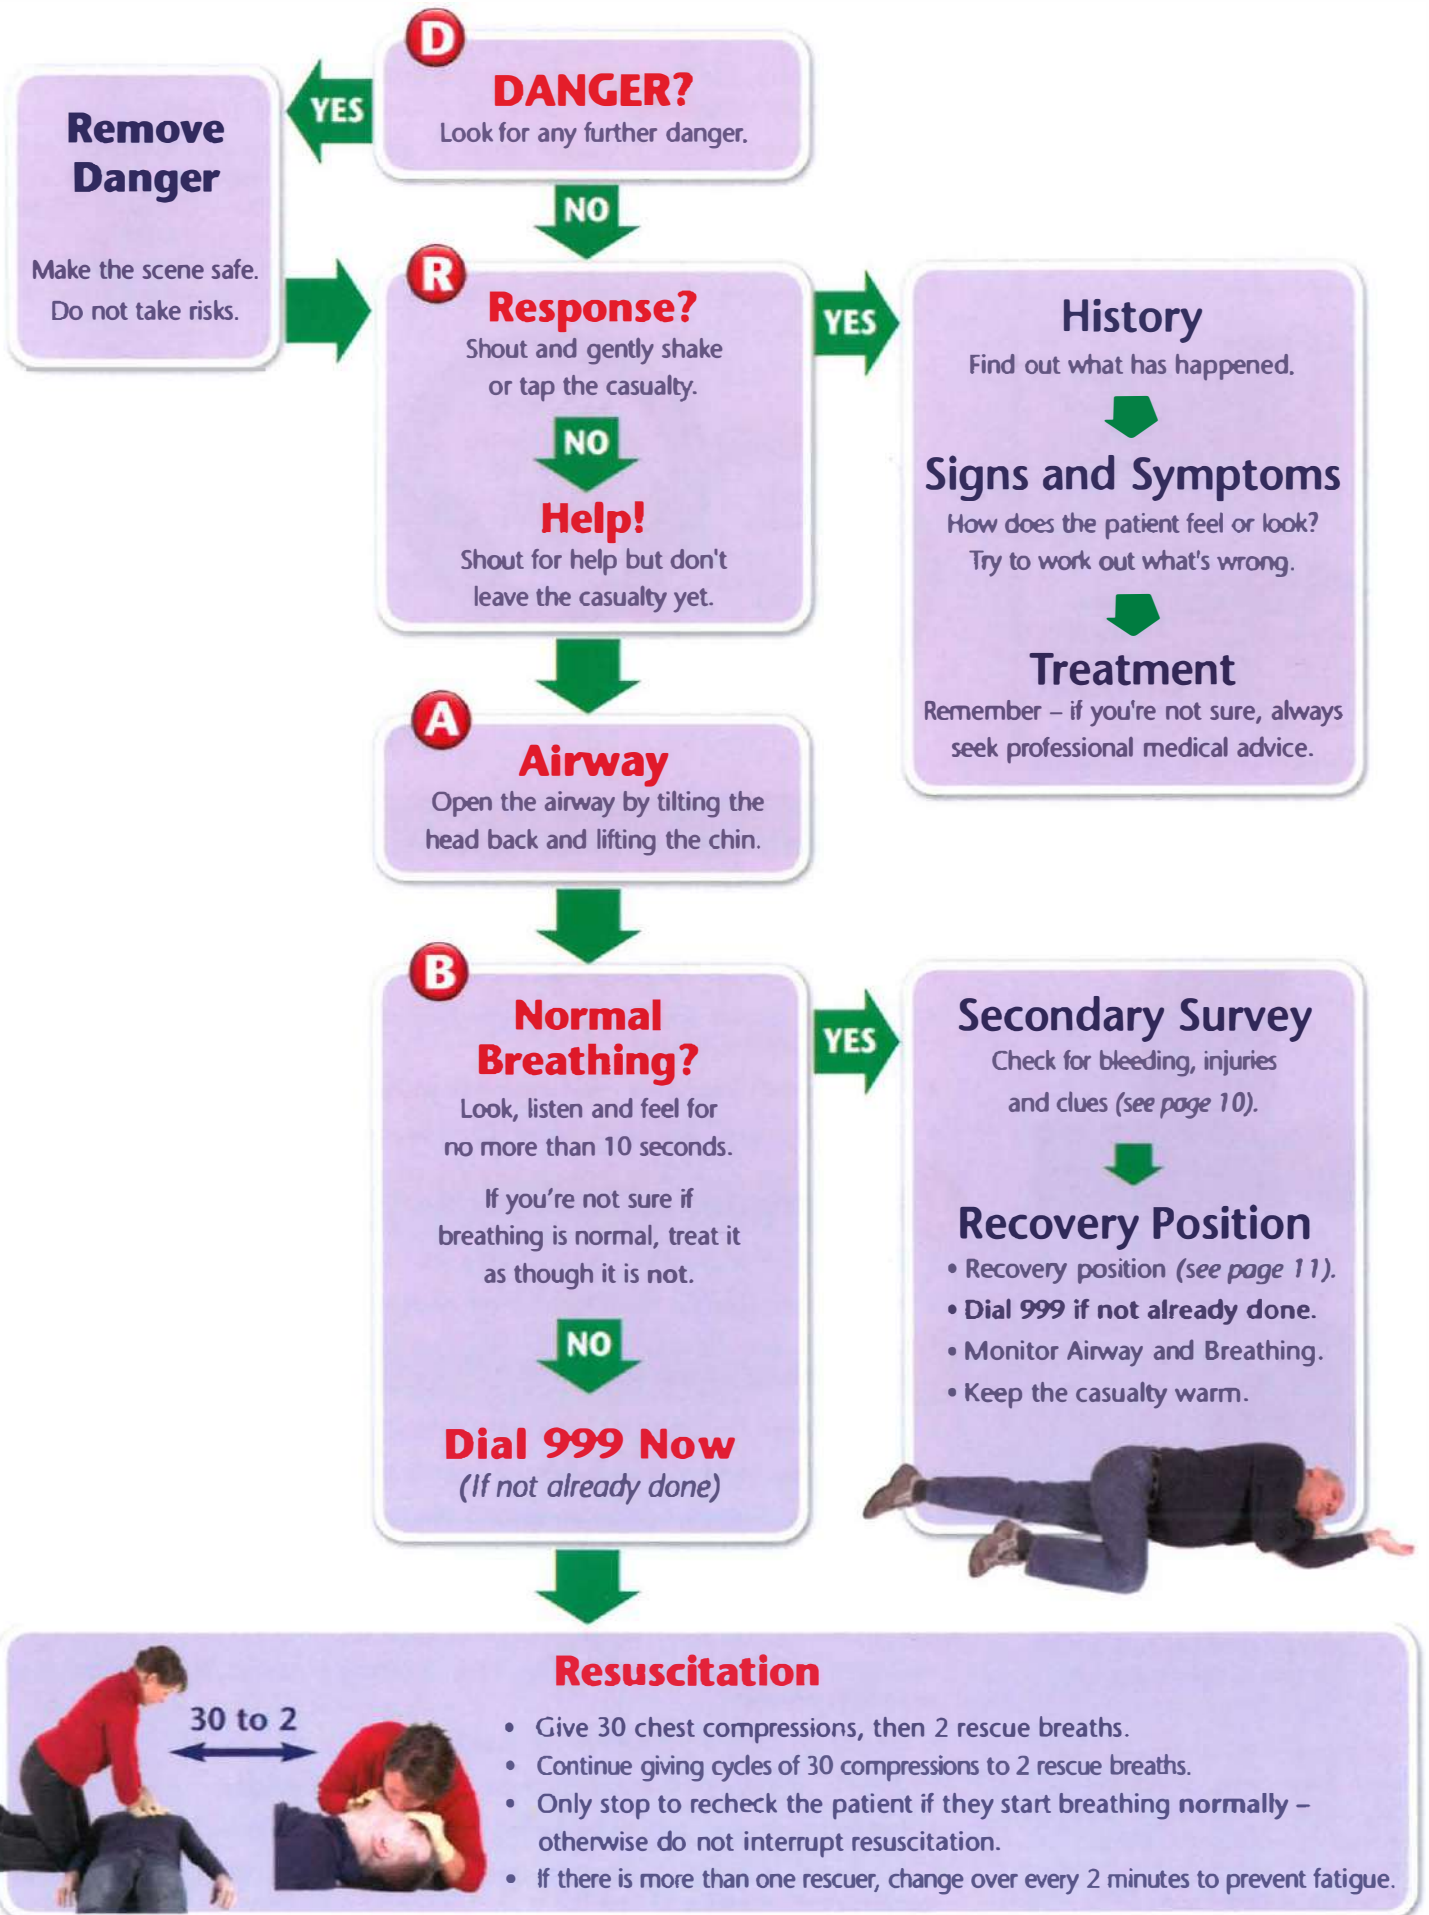 D
DANGER?
Look for any further danger.
YES
Remove
Danger
Make the scene safe.
Do not take risks.
NO
R
Response?
Shout and gently shake
or tap the casualty.
NO
Help!
Shout for help but don't
leave the casualty yet.
YES
History
Find out what has happened.
Signs and Symptoms
How does the patient feel or look?
Try to work out what's wrong.
Treatment
Remember – if you're not sure, always
seek professional medical advice.
A
Airway
Open the airway by tilting the
head back and lifting the chin.
B
Normal
Breathing?
Look, listen and feel for
no more than 10 seconds.
If you're not sure if
breathing is normal, treat it
as though it is not.
NO
Dial 999 Now
(If not already done)
YES
Secondary Survey
Check for bleeding, injuries
and clues (see page 10).
Recovery Position
• Recovery position (see page 11).
• Dial 999 if not already done.
• Monitor Airway and Breathing.
• Keep the casualty warm.
Resuscitation
30 to 2
• Give 30 chest compressions, then 2 rescue breaths.
• Continue giving cycles of 30 compressions to 2 rescue breaths.
• Only stop to recheck the patient if they start breathing normally –
otherwise do not interrupt resuscitation.
• If there is more than one rescuer, change over every 2 minutes to prevent fatigue.